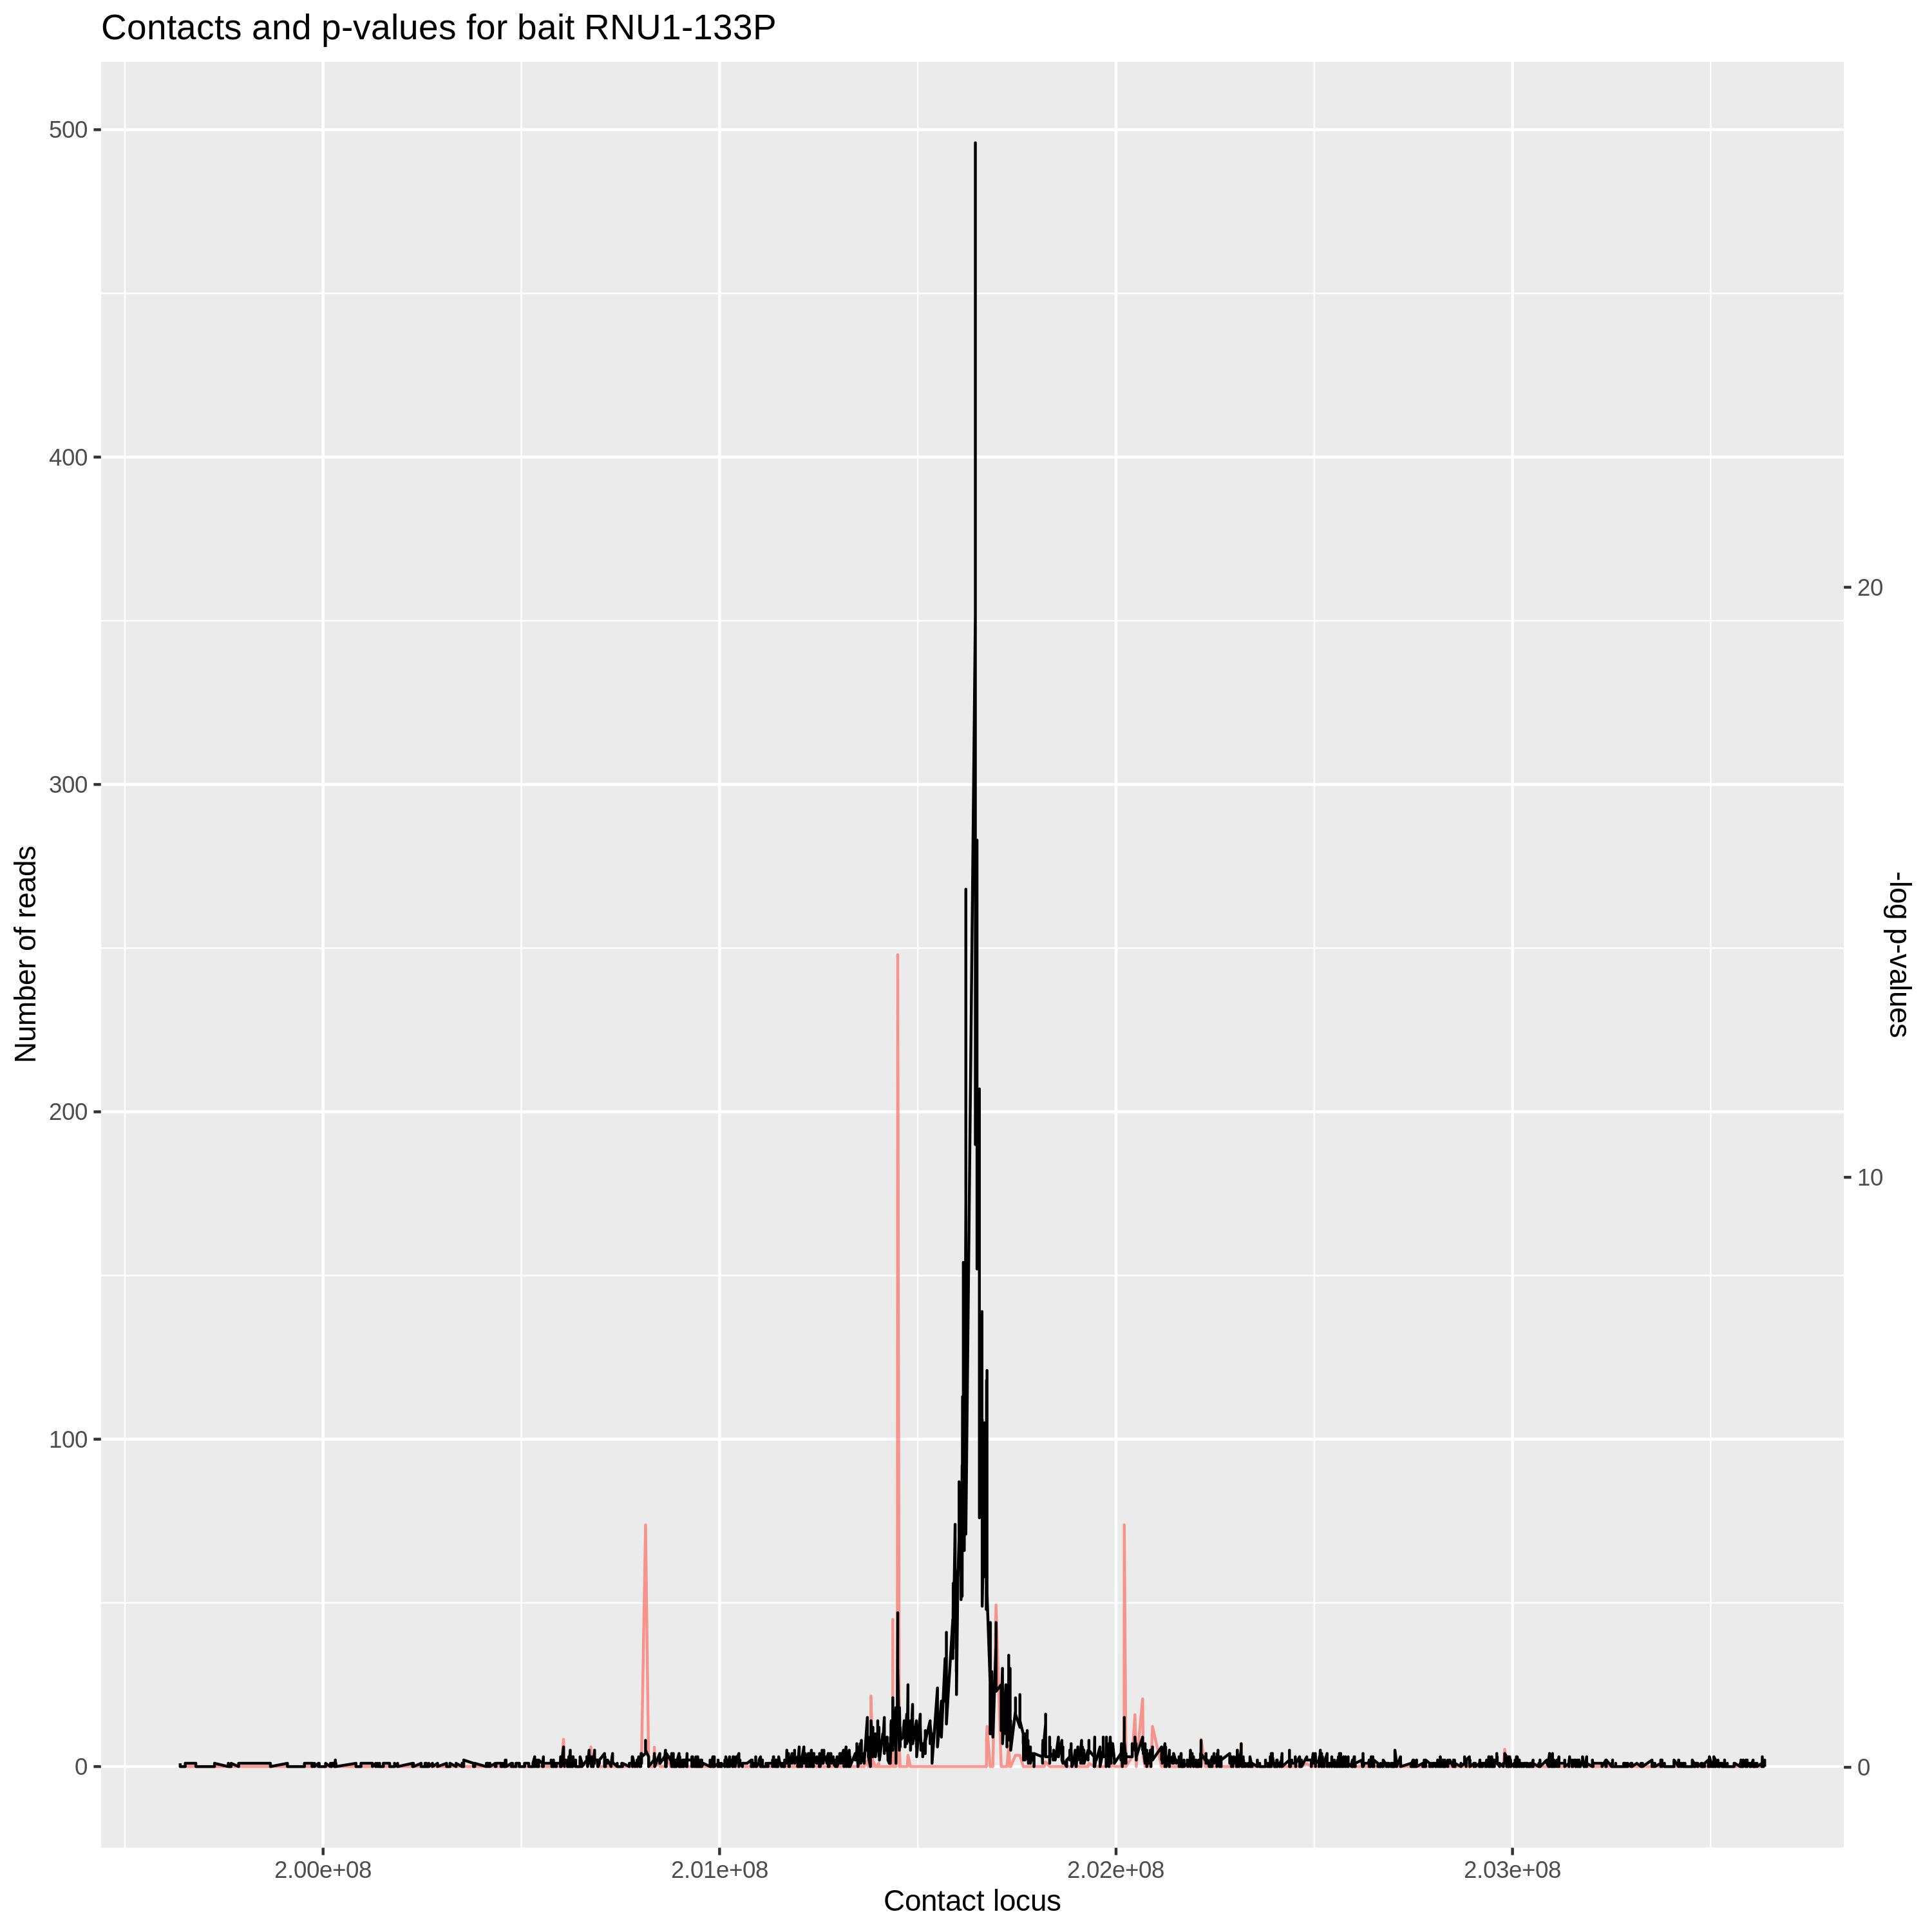 Contacts and p-values for bait RNU1-133P
500
400
300
200
100
0
Number of reads
20
10
0
-log p-values
2.00e+08
2.01e+08
2.02e+08
2.03e+08
Contact locus